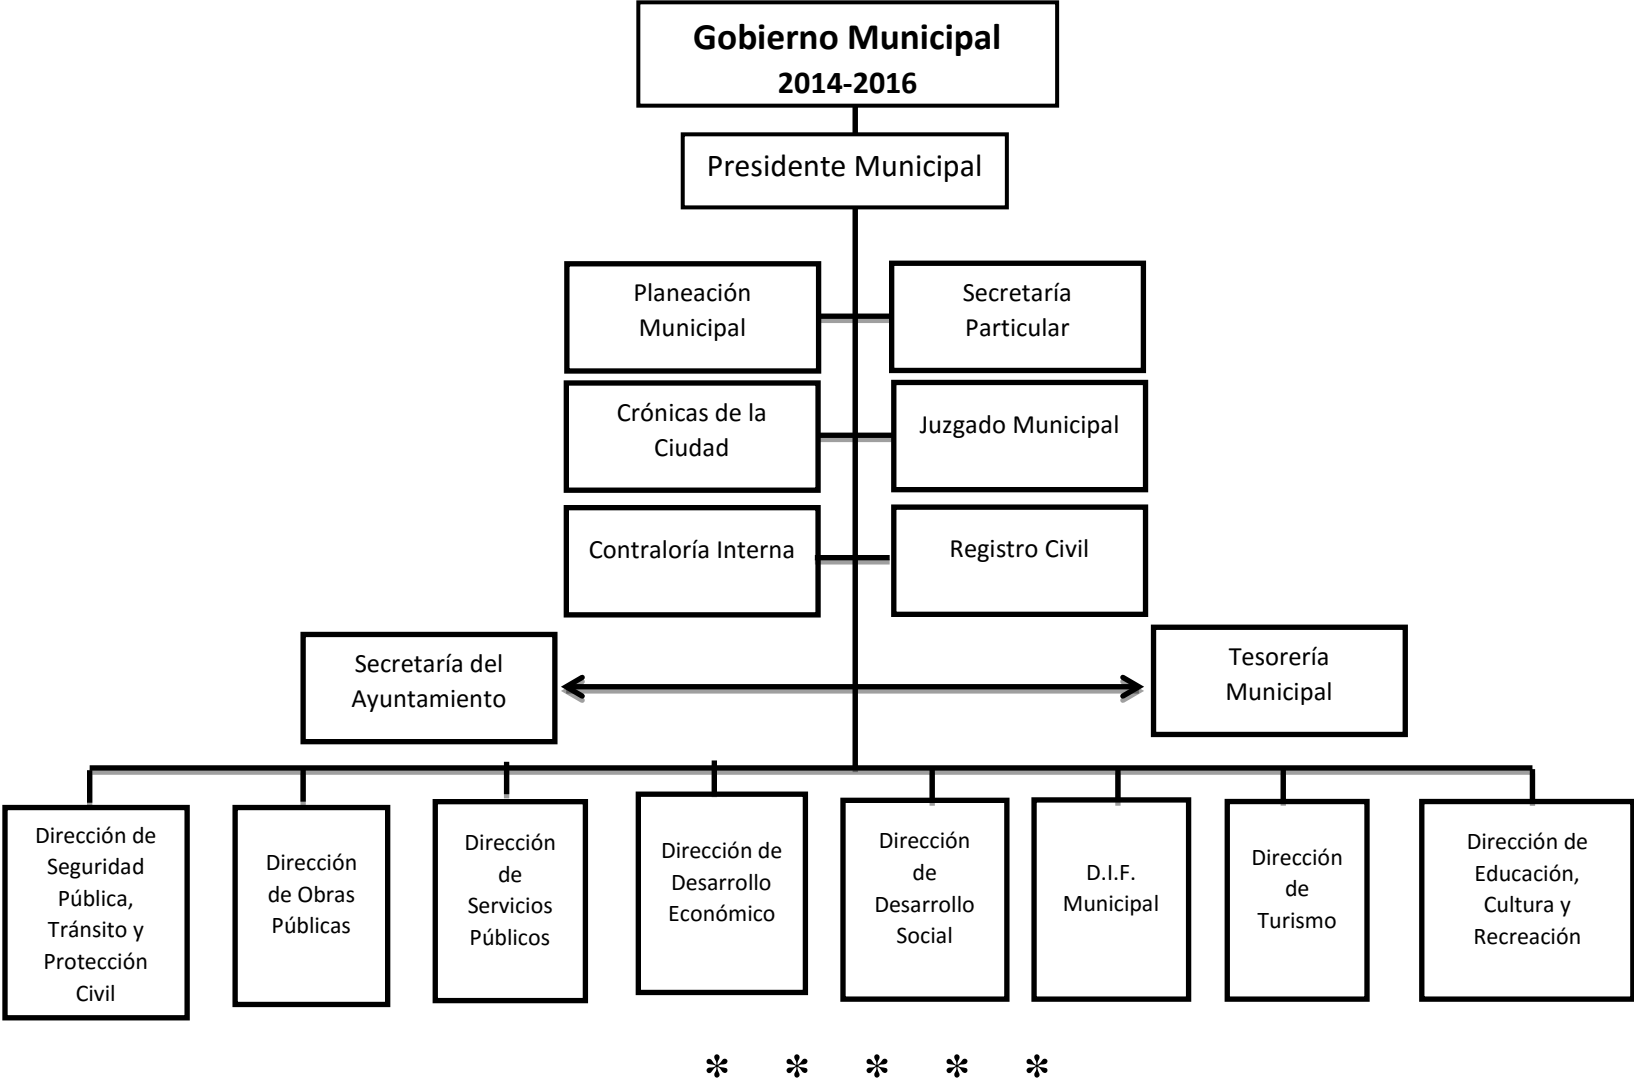 Gobierno Municipal
2014-2016
Presidente Municipal
Planeación
Municipal
Secretaría
Particular
Crónicas de la
Ciudad
Juzgado Municipal
Contraloría Interna
Registro Civil
Secretaría del
Ayuntamiento
Tesorería
Municipal
Dirección de
Seguridad
Pública,
Tránsito y
Protección
Civil
Dirección
de Obras
Públicas
Dirección
de
Servicios
Públicos
Dirección de
Desarrollo
Económico
Dirección
de
Desarrollo
Social
D.I.F.
Municipal
Dirección
de
Turismo
Dirección de
Educación,
Cultura y
Recreación
* * * * *